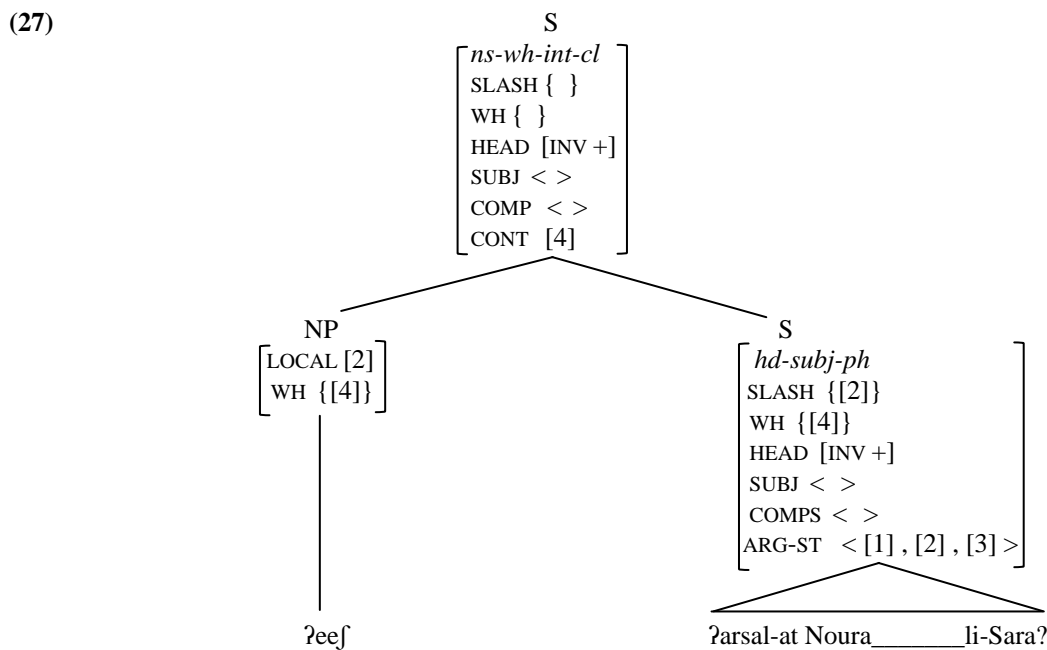 (27)
S
ns-wh-int-cl
SLASH { }
WH { }
HEAD [INV +]
SUBJ < >
COMP < >
CONT [4]
NP
LOCAL [2]
WH {[4]}
S
hd-subj-ph
SLASH {[2]}
WH {[4]}
HEAD [INV +]
SUBJ < >
COMPS < >
ARG-ST < [1] , [2] , [3] >
ʔeeʃ
ʔarsal-at Noura_______li-Sara?